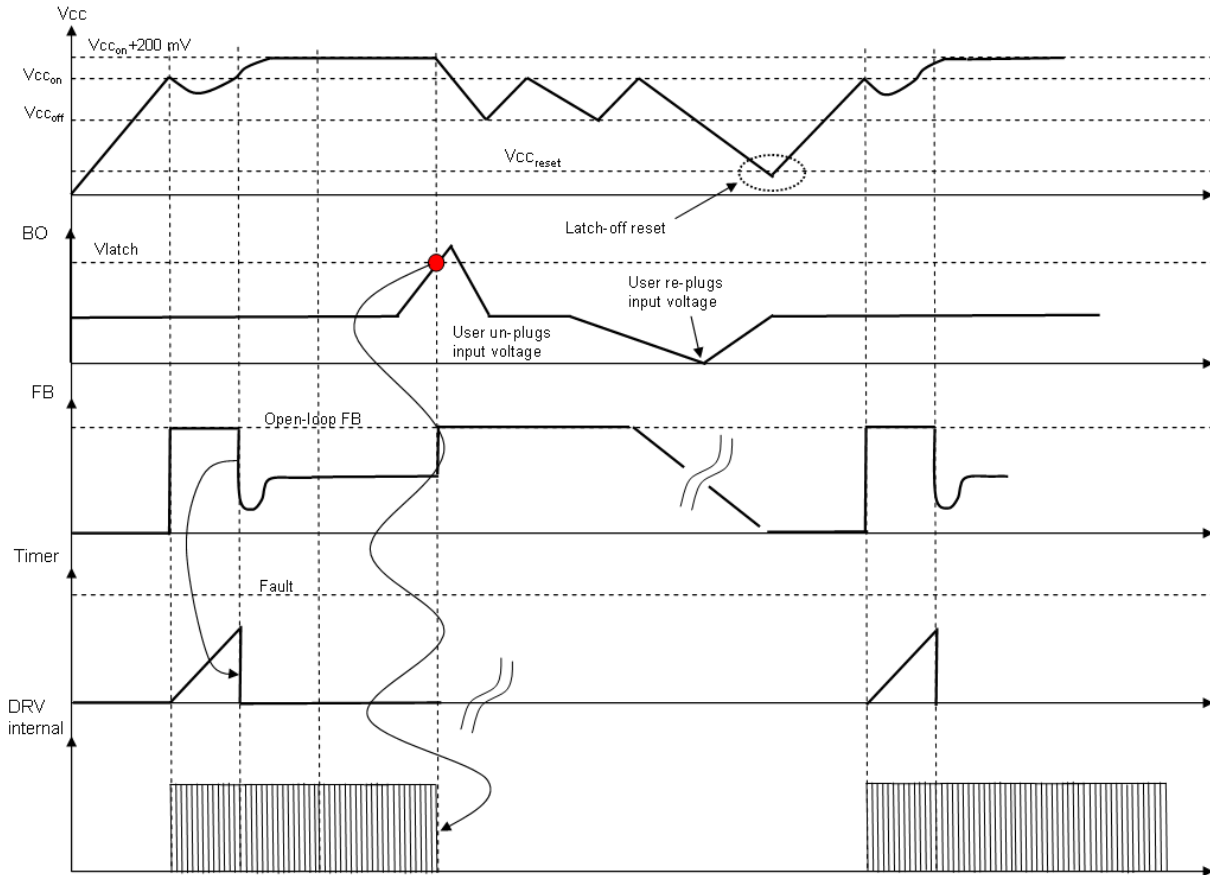 Vcc
Vcc_on+200 mV
Vcc_on
Vcc_off
Vcc_reset
Latch-off reset
BO
Vlatch
User re-plugs
input voltage
User un-plugs
input voltage
FB
Open-loop FB
Timer
Fault
DRV
internal